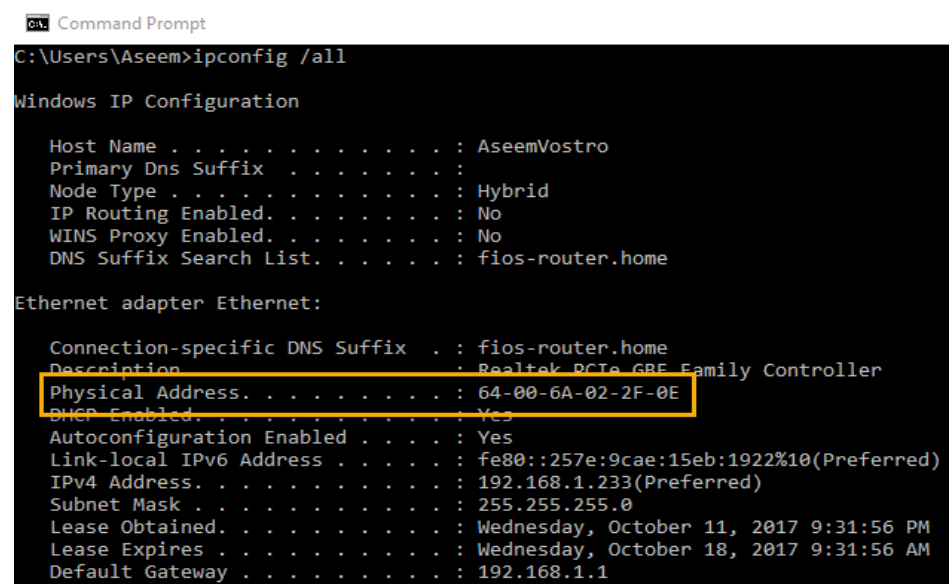 Command Prompt
C:\Users\Aseem>ipconfig /all
Windows IP Configuration
Host Name . . . . . . . . . . . . : AseemVostro
Primary Dns Suffix  . . . . . . . :
Node Type . . . . . . . . . . . . : Hybrid
IP Routing Enabled. . . . . . . . : No
WINS Proxy Enabled. . . . . . . . : No
DNS Suffix Search List. . . . . . : fios-router.home
Ethernet adapter Ethernet:
Connection-specific DNS Suffix  . : fios-router.home
Description . . . . . . . . . . . : Realtek PCIe GBE Family Controller
Physical Address. . . . . . . . . : 64-00-6A-02-2F-0E
DHCP Enabled. . . . . . . . . . . : Yes
Autoconfiguration Enabled . . . . : Yes
Link-local IPv6 Address . . . . . : fe80::257e:9cae:15eb:1922%10(Preferred)
IPv4 Address. . . . . . . . . . . : 192.168.1.233(Preferred)
Subnet Mask . . . . . . . . . . . : 255.255.255.0
Lease Obtained. . . . . . . . . . : Wednesday, October 11, 2017 9:31:56 PM
Lease Expires . . . . . . . . . . : Wednesday, October 18, 2017 9:31:56 AM
Default Gateway . . . . . . . . . : 192.168.1.1